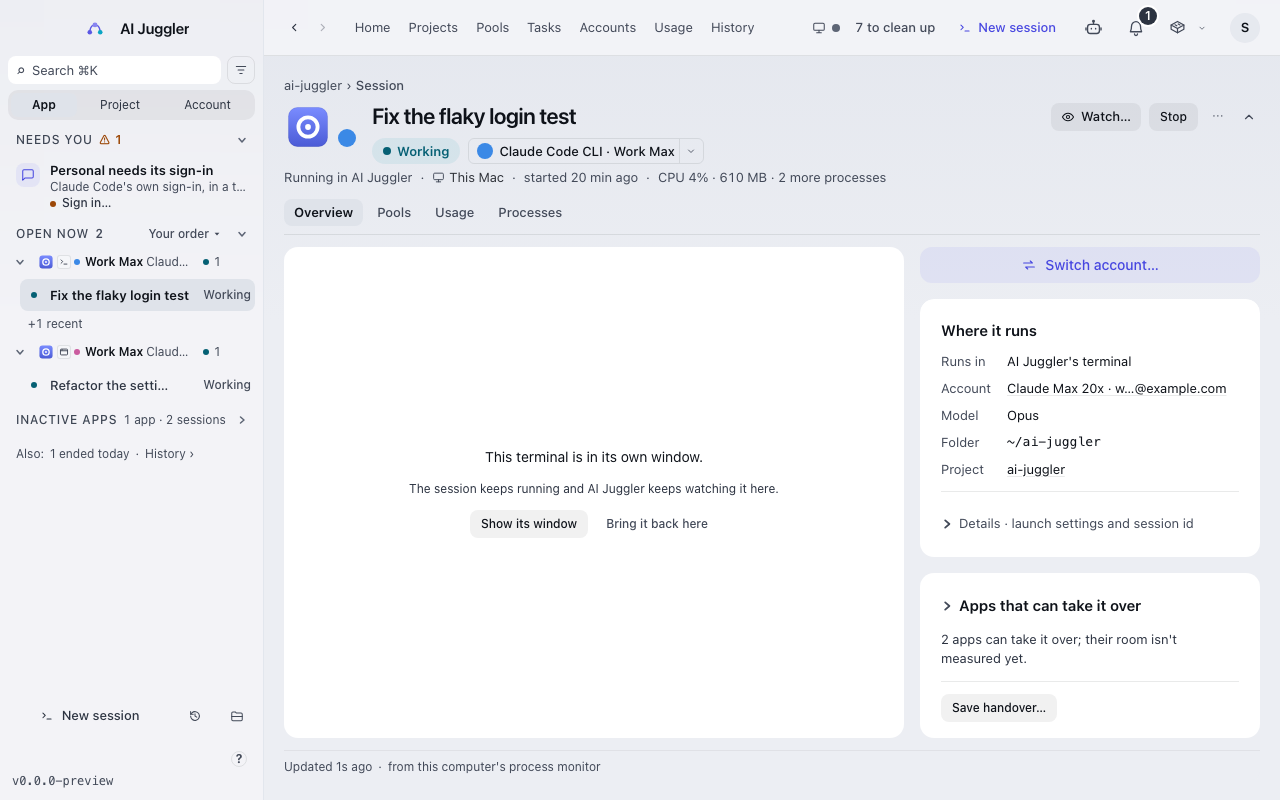 AI Juggler
Search ⌘K
App Project Account
NEEDS YOU 1
Personal needs its sign-in
Claude Code's own sign-in, in a t...
Sign in...
OPEN NOW 2 Your order
Work Max Claud... 1
Fix the flaky login test Working
+1 recent
Work Max Claud... 1
Refactor the setti... Working
INACTIVE APPS 1 app · 2 sessions
Also: 1 ended today · History ›
New session
?
v0.0.0-preview
Home Projects Pools Tasks Accounts Usage History
7 to clean up
New session
1
S
ai-juggler › Session
Fix the flaky login test
Watch... Stop ...
Working
Claude Code CLI · Work Max
Running in AI Juggler · This Mac · started 20 min ago · CPU 4% · 610 MB · 2 more processes
Overview Pools Usage Processes
This terminal is in its own window.
The session keeps running and AI Juggler keeps watching it here.
Show its window Bring it back here
Switch account...
Where it runs
Runs in AI Juggler's terminal
Account Claude Max 20x · w...@example.com
Model Opus
Folder ~/ai-juggler
Project ai-juggler
Details · launch settings and session id
Apps that can take it over
2 apps can take it over; their room isn't
measured yet.
Save handover...
Updated 1s ago · from this computer's process monitor